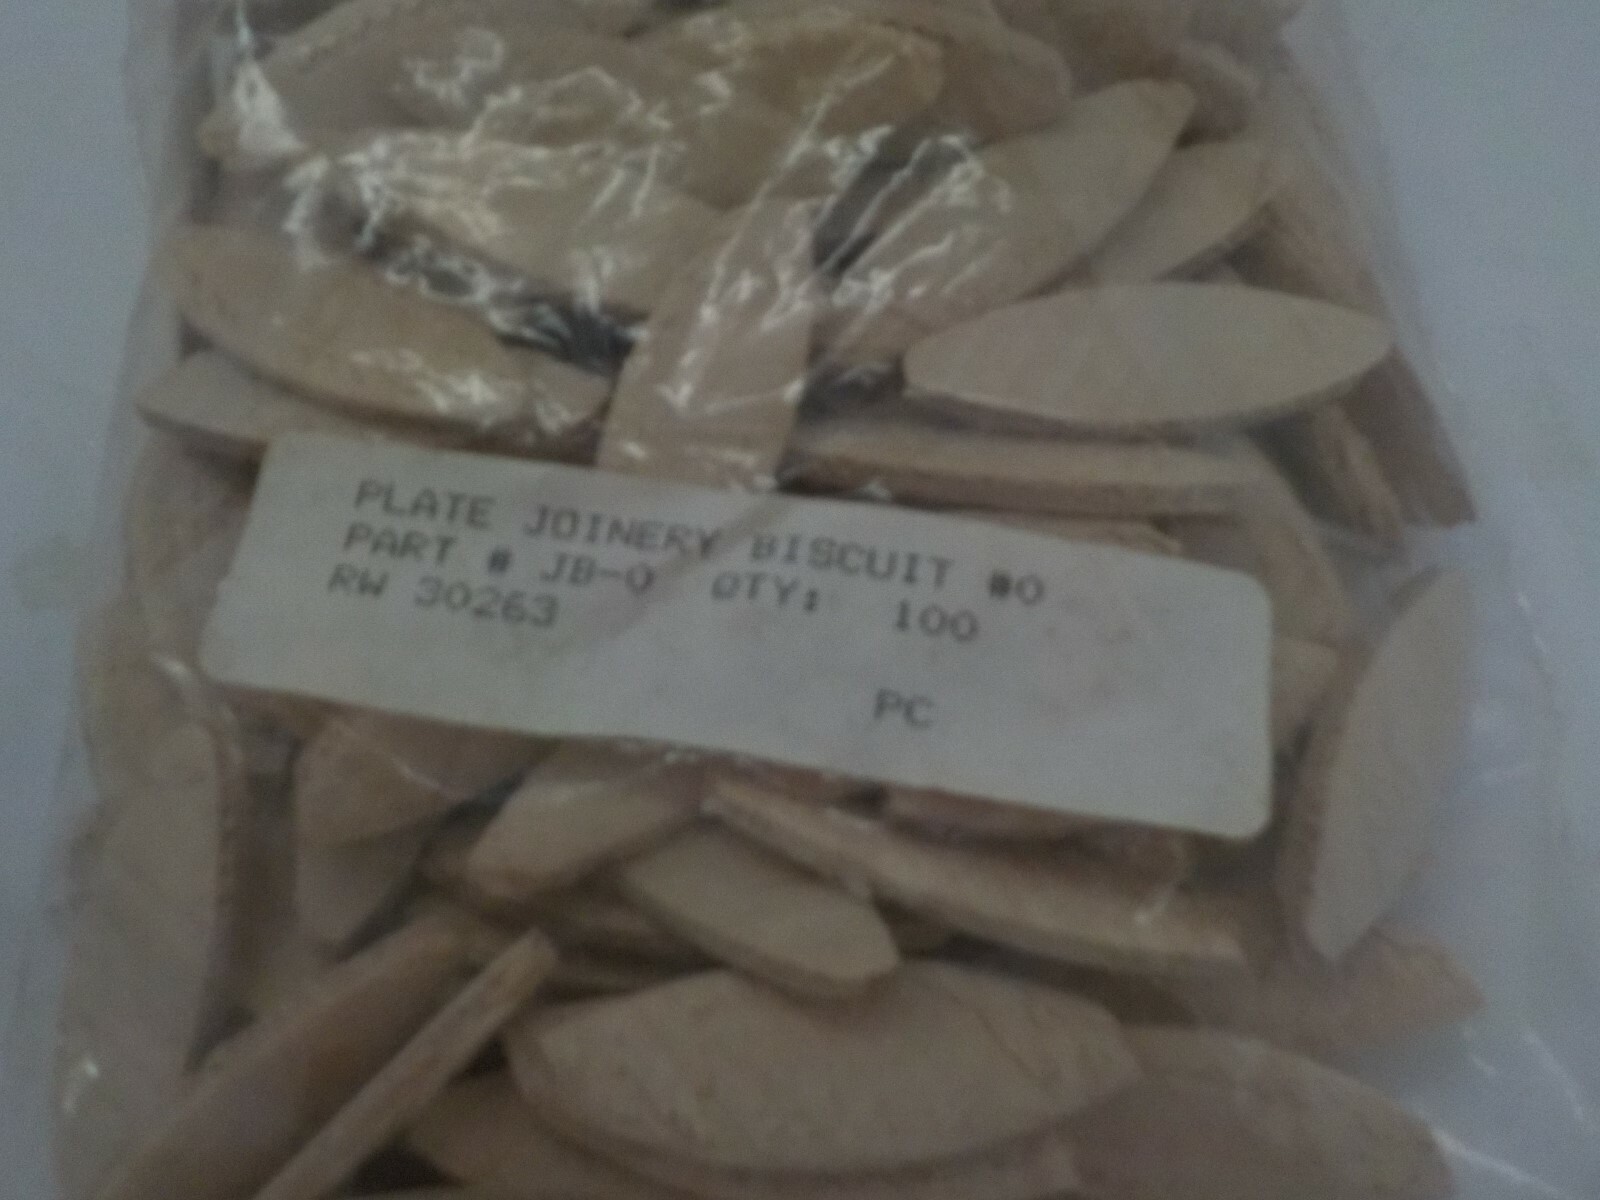 PLATE JOINERY BISCUIT #0
PART # JB-0 QTY: 100
RW 30263
PC